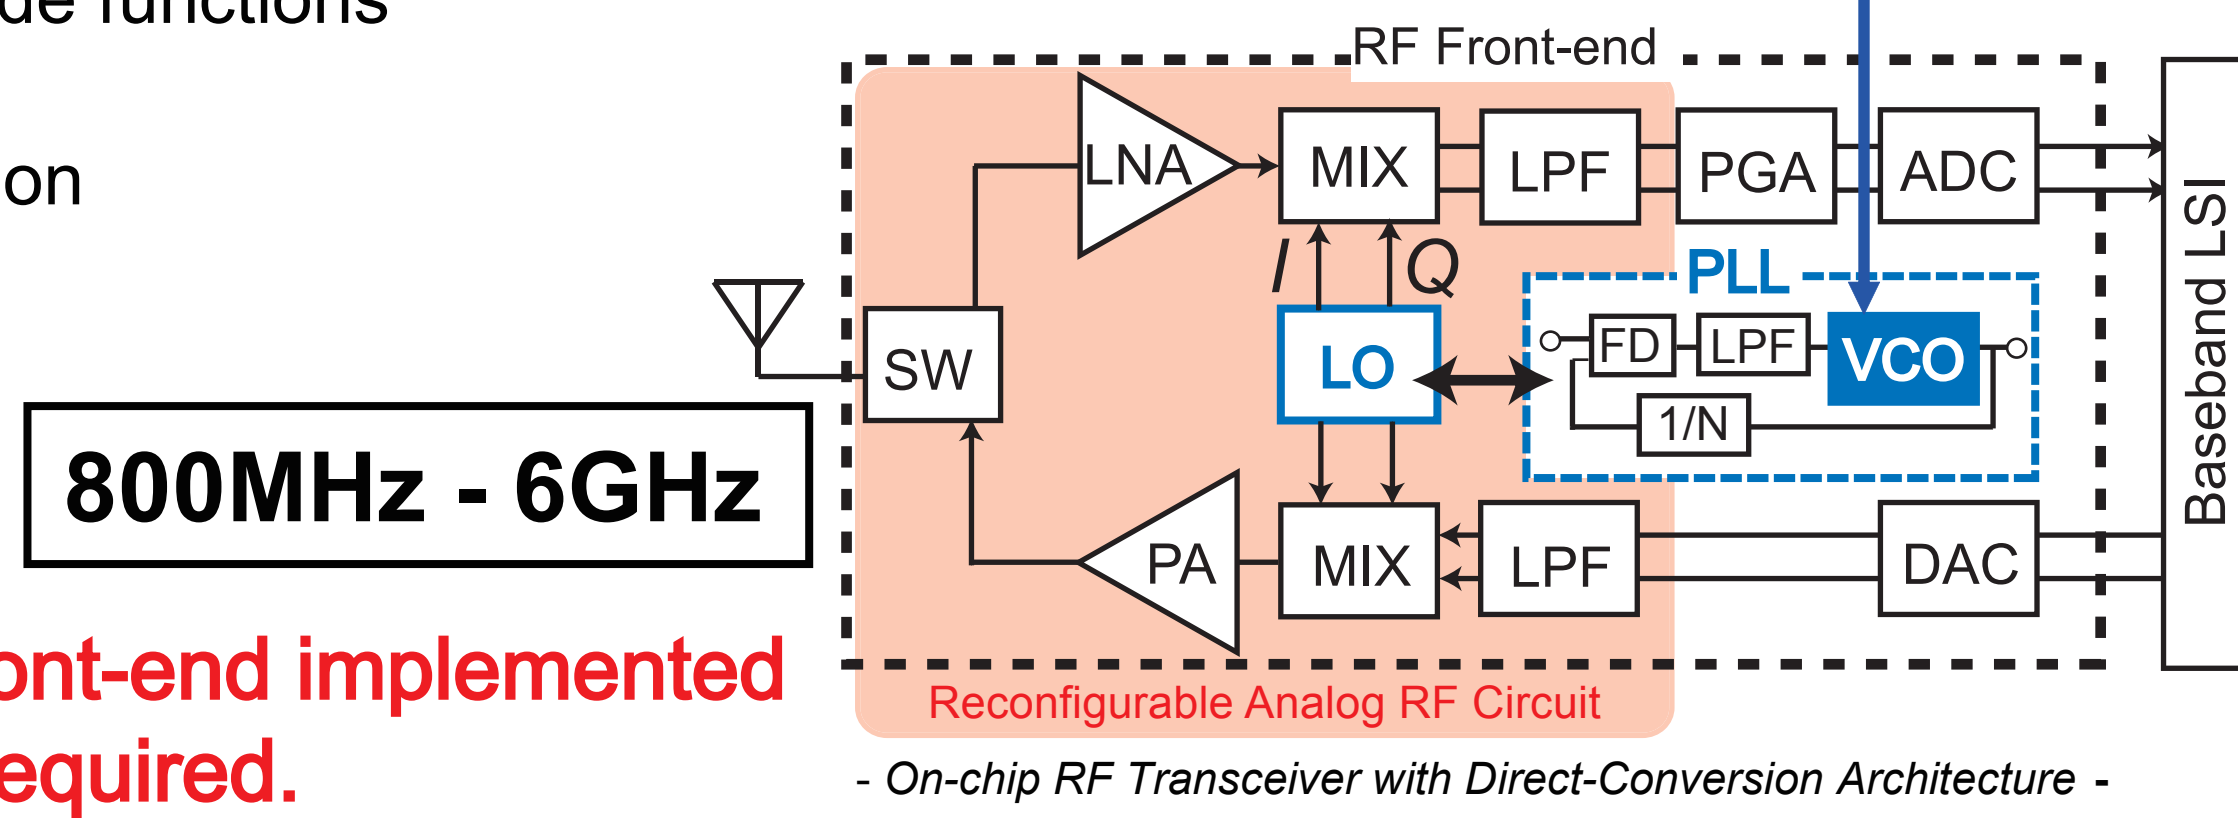 de functions
on
800MHz - 6GHz
ont-end implemented
equired.
RF Front-end
LNA
MIX
LPF
PGA
ADC
I
Q
PLL
SW
LO
FD
LPF
VCO
1/N
PA
MIX
LPF
DAC
Baseband LSI
Reconfigurable Analog RF Circuit
- On-chip RF Transceiver with Direct-Conversion Architecture -